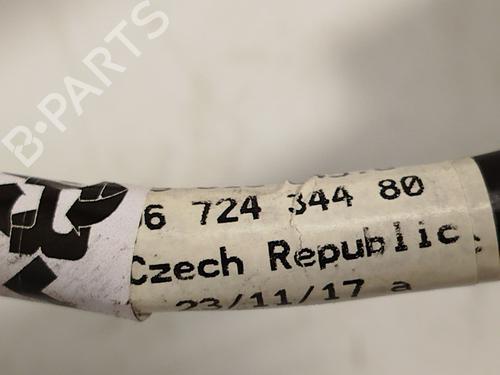 B-PARTS
6 724 344 80
Czech Republic
23/11/17 a